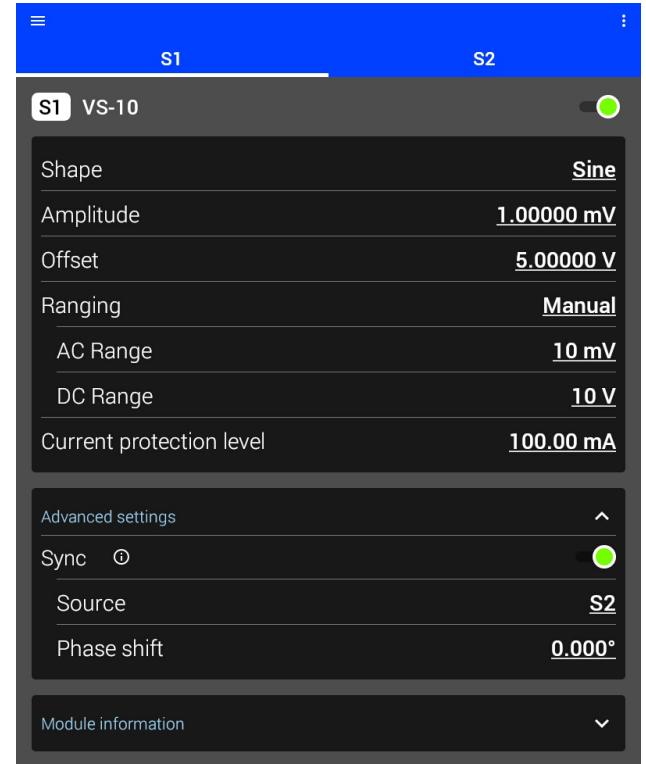 S1 S2
S1 VS-10
Shape Sine
Amplitude 1.00000 mV
Offset 5.00000 V
Ranging Manual
AC Range 10 mV
DC Range 10 V
Current protection level 100.00 mA
Advanced settings
Sync
Source S2
Phase shift 0.000°
Module information